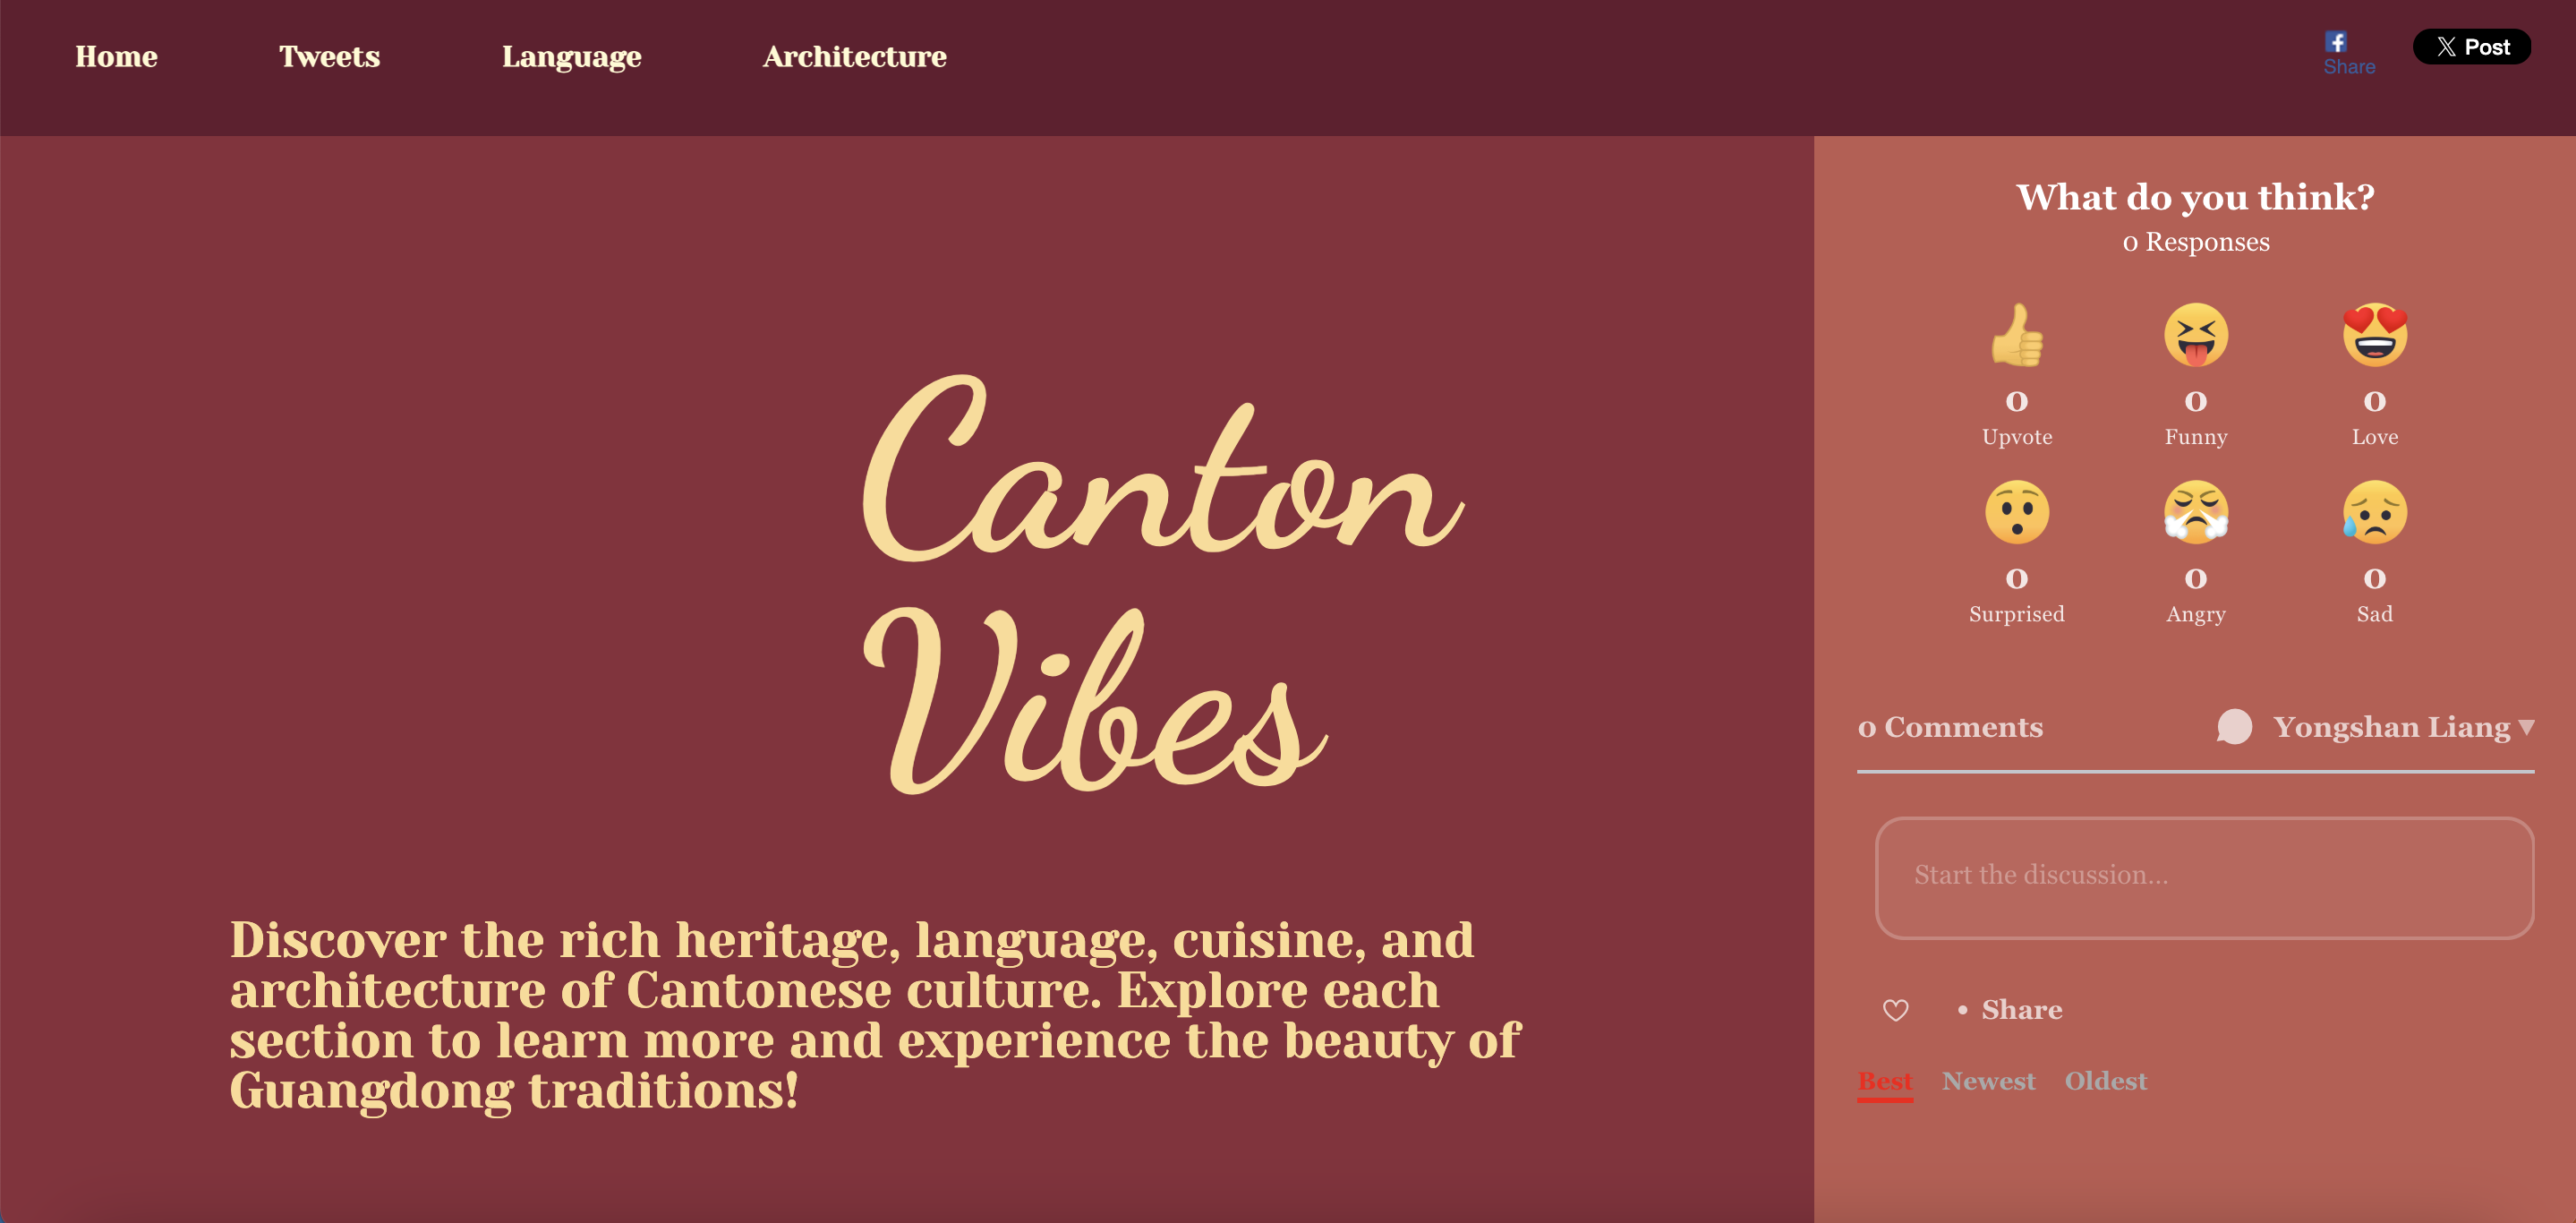 Home Tweets Language Architecture
Share
Post
Canton
Vibes
Discover the rich heritage, language, cuisine, and
architecture of Cantonese culture. Explore each
section to learn more and experience the beauty of
Guangdong traditions!
What do you think?
0 Responses
0 0 0
Upvote Funny Love
0 0 0
Surprised Angry Sad
0 Comments Yongshan Liang
Start the discussion...
• Share
Best Newest Oldest